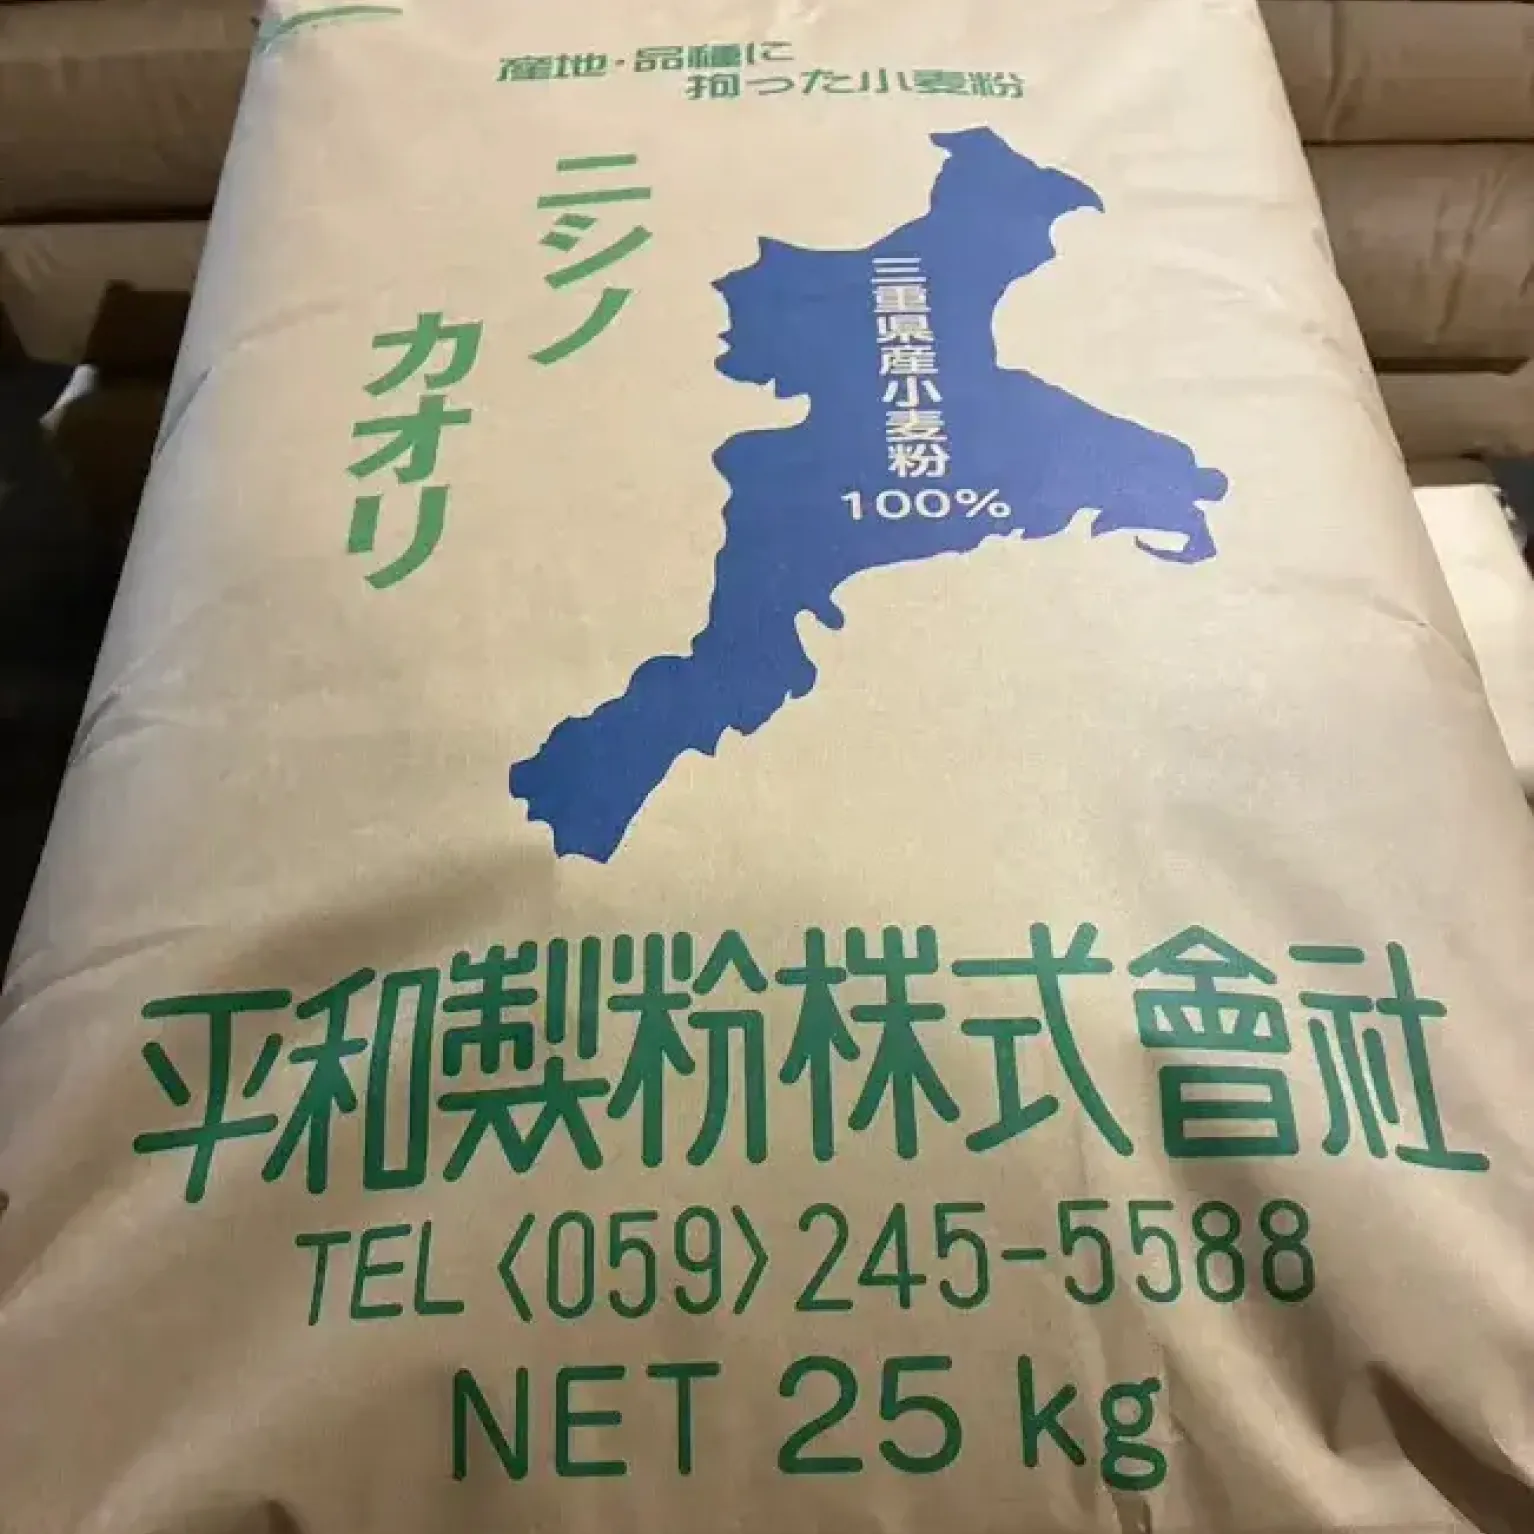 産地・品種に
拘った小麦粉
ニシノ
カオリ
三重県産小麦粉
100%
平和製粉株式會社
TEL〈059〉245-5588
NET 25 kg